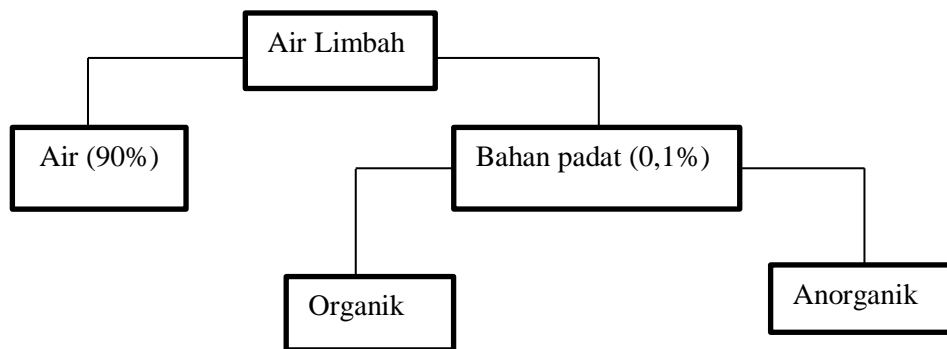 Air Limbah
Air (90%)
Bahan padat (0,1%)
Organik
Anorganik